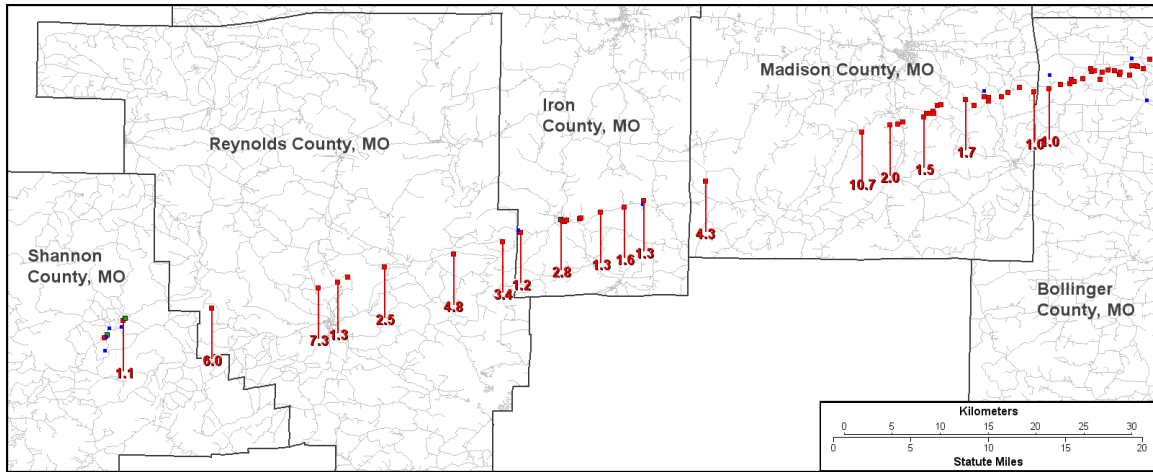 Madison County, MO
Iron
County, MO
Reynolds County, MO
Shannon
County, MO
Bollinger
County, MO
1.1
6.0
7.3
1.3
2.5
4.8
3.4
1.2
2.8
1.3
1.6
1.3
4.3
10.7
2.0
1.5
1.7
1.0
1.0
Kilometers
0 5 10 15 20 25 30
0 5 10 15 20
Statute Miles